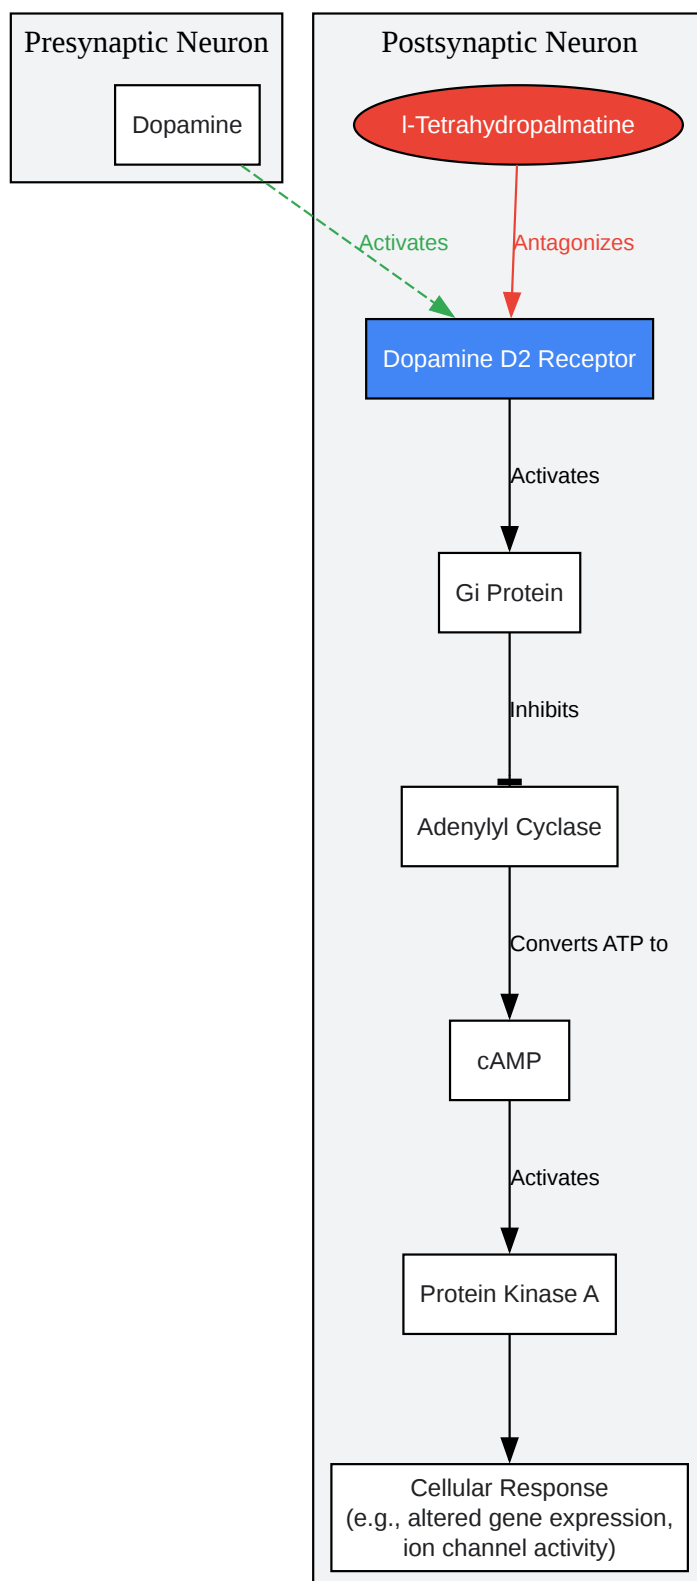 Presynaptic Neuron
Postsynaptic Neuron
Dopamine
l-Tetrahydropalmatine
Activates
Antagonizes
Dopamine D2 Receptor
Activates
Gi Protein
Inhibits
Adenylyl Cyclase
Converts ATP to
cAMP
Activates
Protein Kinase A
Cellular Response
(e.g., altered gene expression,
ion channel activity)